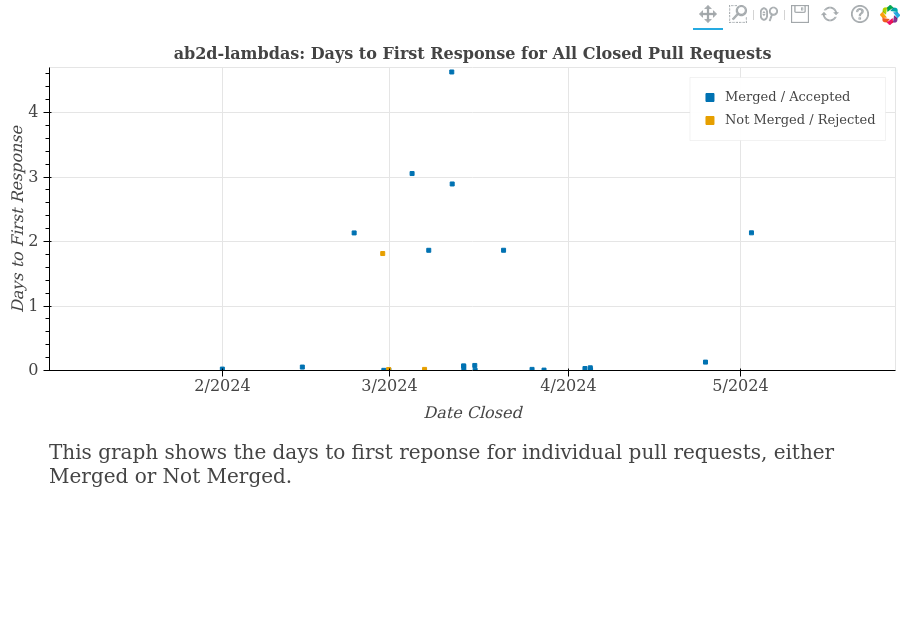 ab2d-lambdas: Days to First Response for All Closed Pull Requests
Merged / Accepted
Not Merged / Rejected
Days to First Response
4
3
2
1
0
2/2024
3/2024
4/2024
5/2024
Date Closed
This graph shows the days to first reponse for individual pull requests, either
Merged or Not Merged.